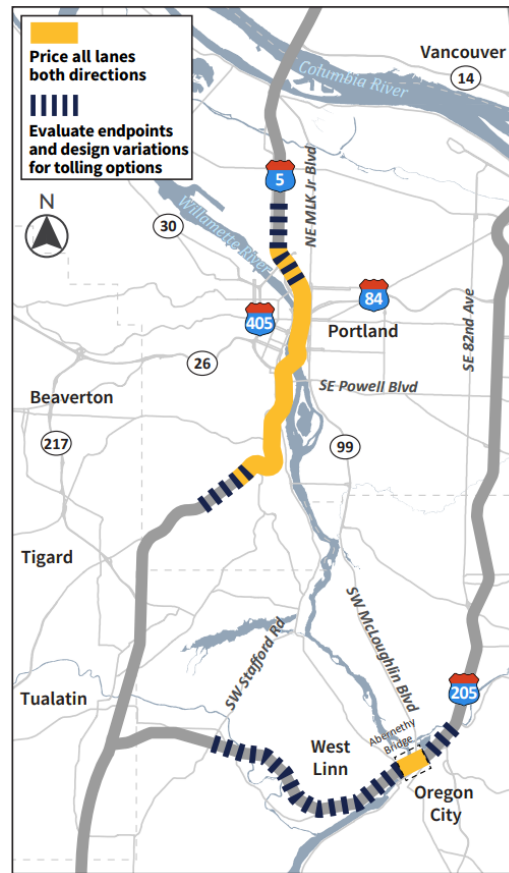 Price all lanes
both directions
Evaluate endpoints
and design variations
for tolling options
Vancouver
14
Columbia River
5
NE MLK Jr Blvd
N
30
Willamette River
84
405
Portland
SE 82nd Ave
26
SE Powell Blvd
Beaverton
217
99
Tigard
SW Stafford Rd
SW McLoughlin Blvd
Tualatin
205
Abernethy
Bridge
West
Linn
Oregon
City